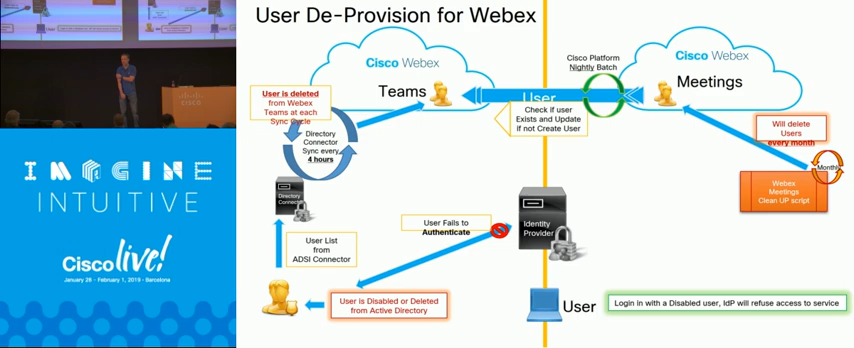 User De-Provision for Webex
Cisco Webex
Teams
Cisco Platform
Nightly Batch
Cisco Webex
Meetings
User
User is deleted
from Webex
Teams at each
Sync Cycle
Directory
Connector
Sync every
4 hours
Check if user
Exists and Update
if not Create User
Will delete
Users
every month
Monthly
Webex
Meetings
Clean UP script
Directory
User Fails to
Authenticate
Identity
Provider
User List
from
ADSI Connector
User is Disabled or Deleted
from Active Directory
User
Login in with a Disabled user, IdP will refuse access to service
IMAGINE
INTUITIVE
Cisco live!
January 28 - February 1, 2019 - Barcelona
CISCO